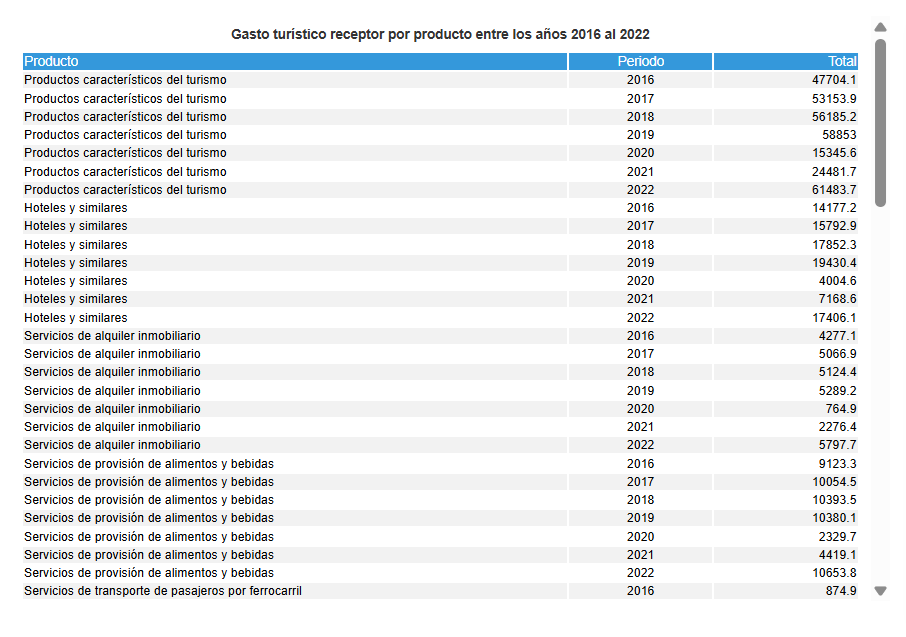 Gasto turístico receptor por producto entre los años 2016 al 2022
Producto Periodo Total
Productos característicos del turismo 2016 47704.1
Productos característicos del turismo 2017 53153.9
Productos característicos del turismo 2018 56185.2
Productos característicos del turismo 2019 58853
Productos característicos del turismo 2020 15345.6
Productos característicos del turismo 2021 24481.7
Productos característicos del turismo 2022 61483.7
Hoteles y similares 2016 14177.2
Hoteles y similares 2017 15792.9
Hoteles y similares 2018 17852.3
Hoteles y similares 2019 19430.4
Hoteles y similares 2020 4004.6
Hoteles y similares 2021 7168.6
Hoteles y similares 2022 17406.1
Servicios de alquiler inmobiliario 2016 4277.1
Servicios de alquiler inmobiliario 2017 5066.9
Servicios de alquiler inmobiliario 2018 5124.4
Servicios de alquiler inmobiliario 2019 5289.2
Servicios de alquiler inmobiliario 2020 764.9
Servicios de alquiler inmobiliario 2021 2276.4
Servicios de alquiler inmobiliario 2022 5797.7
Servicios de provisión de alimentos y bebidas 2016 9123.3
Servicios de provisión de alimentos y bebidas 2017 10054.5
Servicios de provisión de alimentos y bebidas 2018 10393.5
Servicios de provisión de alimentos y bebidas 2019 10380.1
Servicios de provisión de alimentos y bebidas 2020 2329.7
Servicios de provisión de alimentos y bebidas 2021 4419.1
Servicios de provisión de alimentos y bebidas 2022 10653.8
Servicios de transporte de pasajeros por ferrocarril 2016 874.9